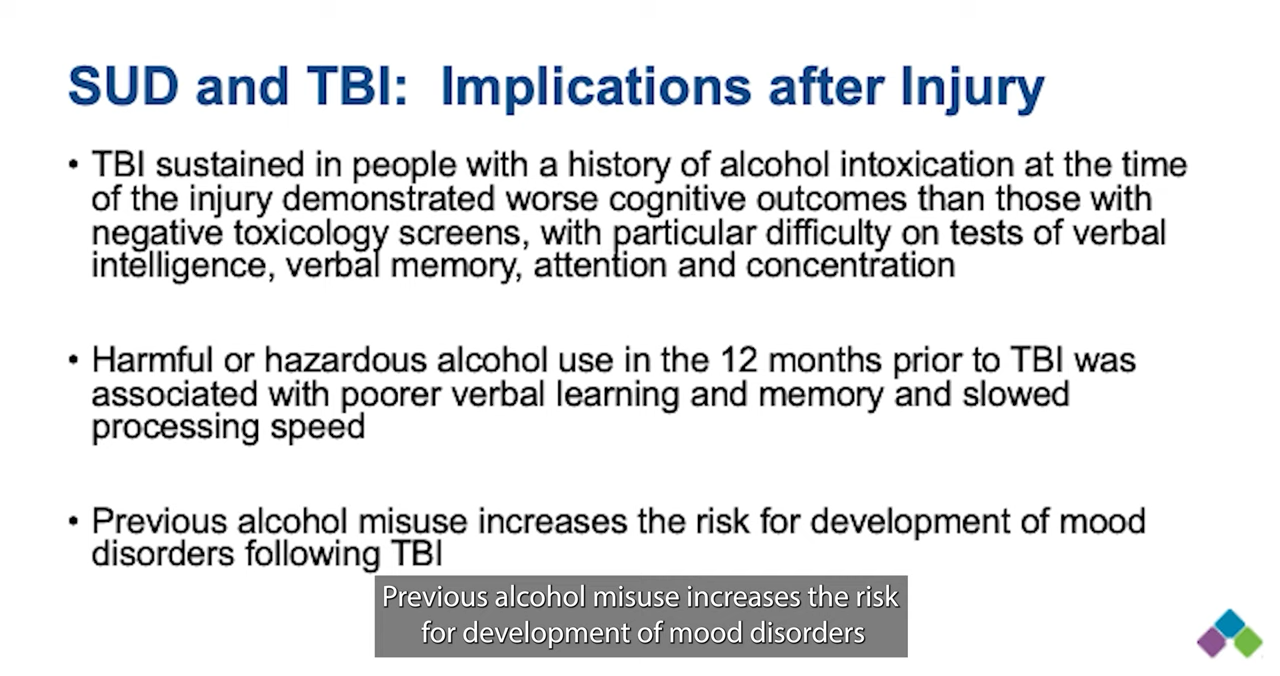 SUD and TBI:  Implications after Injury
• TBI sustained in people with a history of alcohol intoxication at the time
of the injury demonstrated worse cognitive outcomes than those with
negative toxicology screens, with particular difficulty on tests of verbal
intelligence, verbal memory, attention and concentration
• Harmful or hazardous alcohol use in the 12 months prior to TBI was
associated with poorer verbal learning and memory and slowed
processing speed
• Previous alcohol misuse increases the risk for development of mood
disorders following TBI
Previous alcohol misuse increases the risk
for development of mood disorders